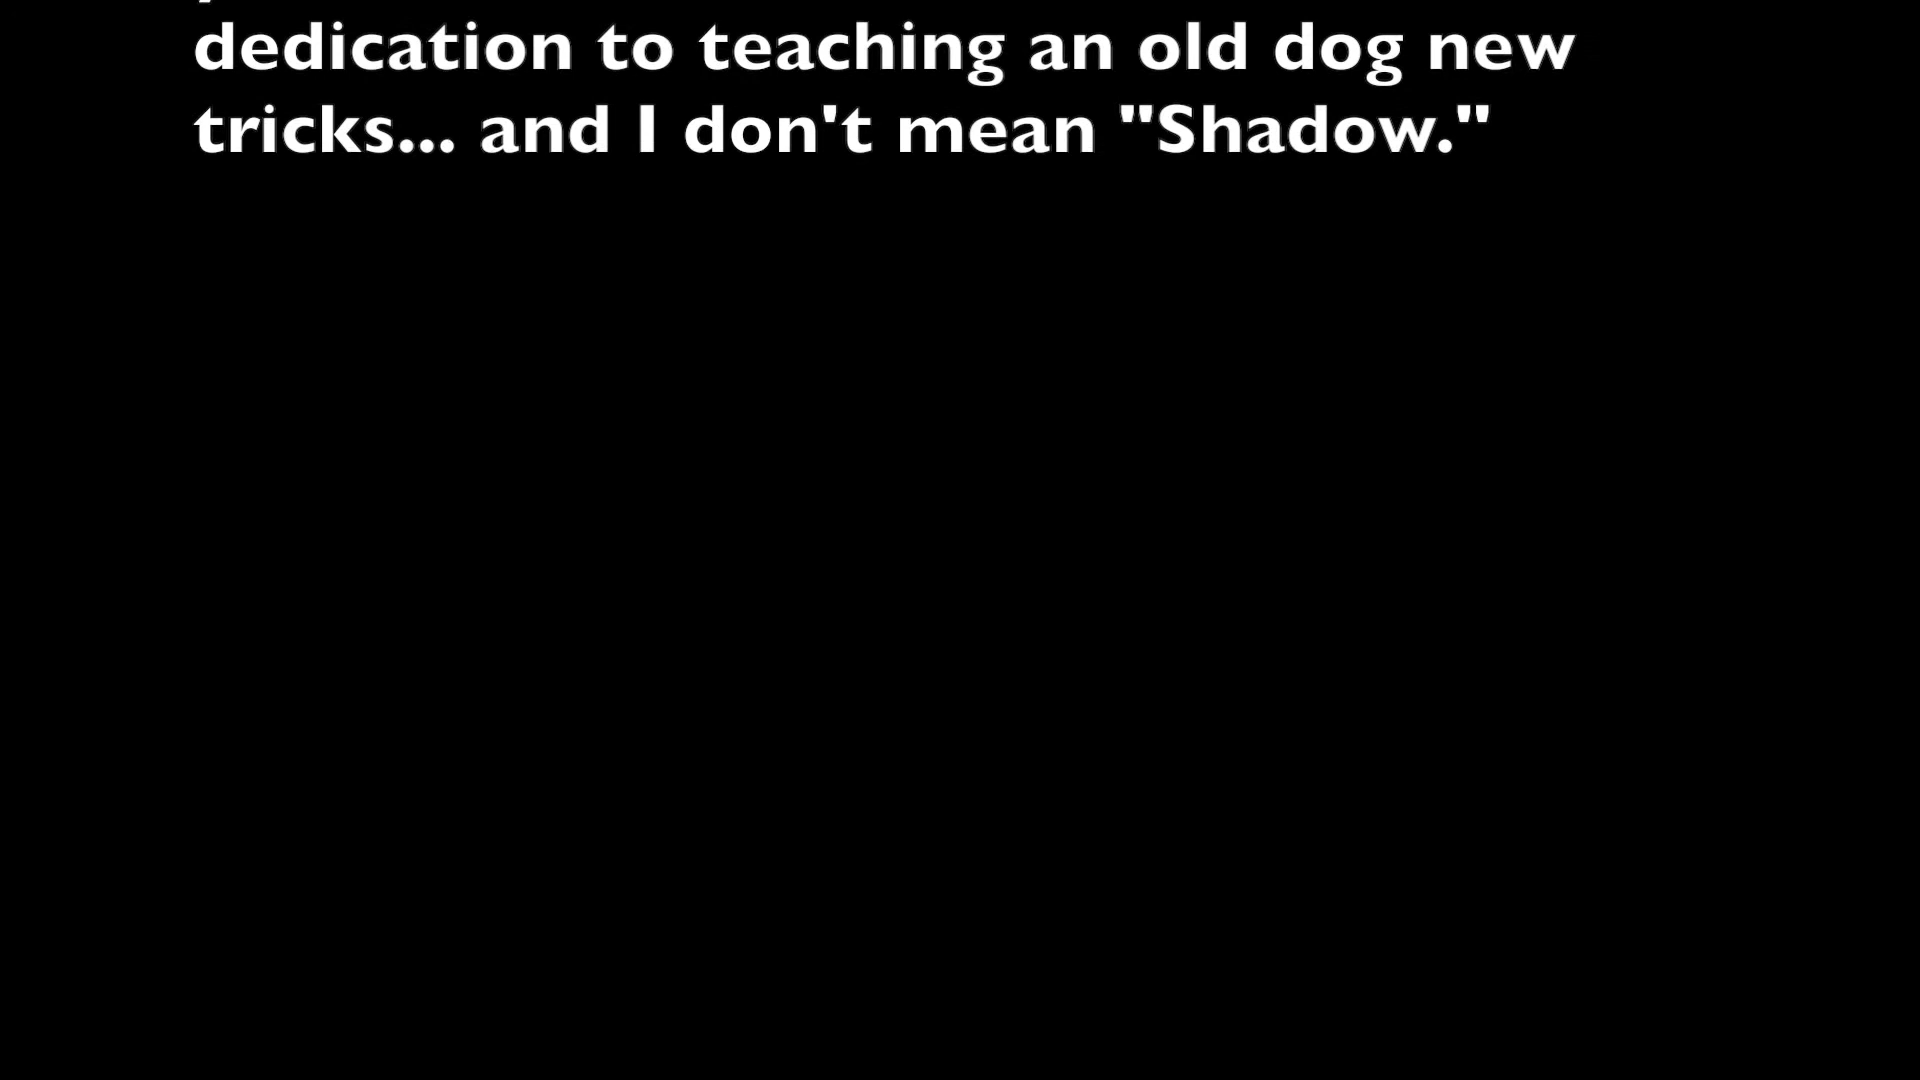 dedication to teaching an old dog new
tricks... and I don't mean "Shadow."